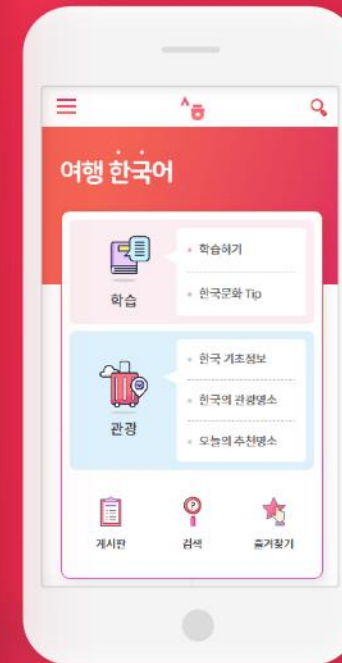 여행 한국어
학습
학습하기
한국문화 Tip
관광
한국 기초정보
한국의 관광명소
오늘의 추천명소
게시판
검색
즐겨찾기